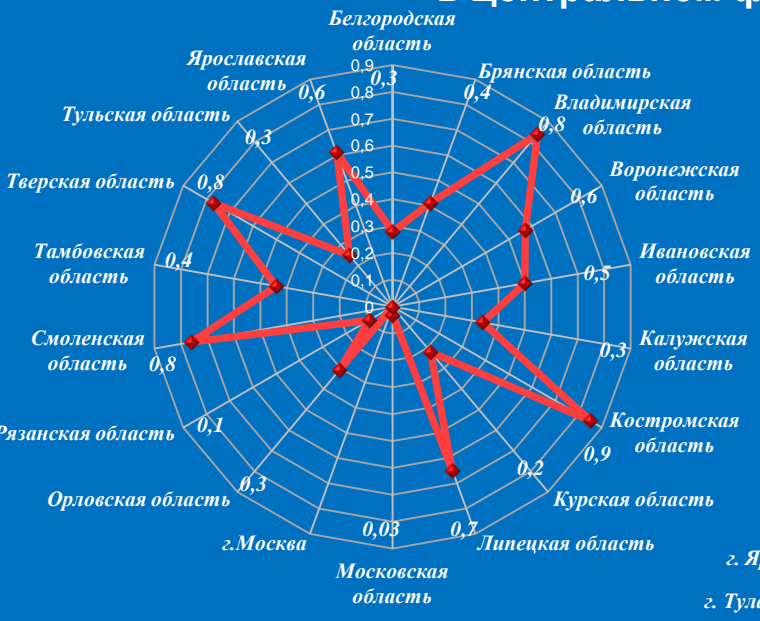 Белгородская
область
0,3
Брянская область
0,4
Владимирская
область
0,8
Воронежская
область
0,6
Ивановская
область
0,5
Калужская
область
0,3
Костромская
область
0,9
Курская область
0,2
Липецкая область
0,7
Московская
область
0,03
г.Москва
Орловская область
0,3
Рязанская область
0,1
Смоленская
область
0,8
Тамбовская
область
0,4
Тверская область
0,8
Тульская область
0,3
Ярославская
область
0,6
0,9
0,8
0,7
0,6
0,5
0,4
0,3
0,2
0,1
0
г.
г. Тула